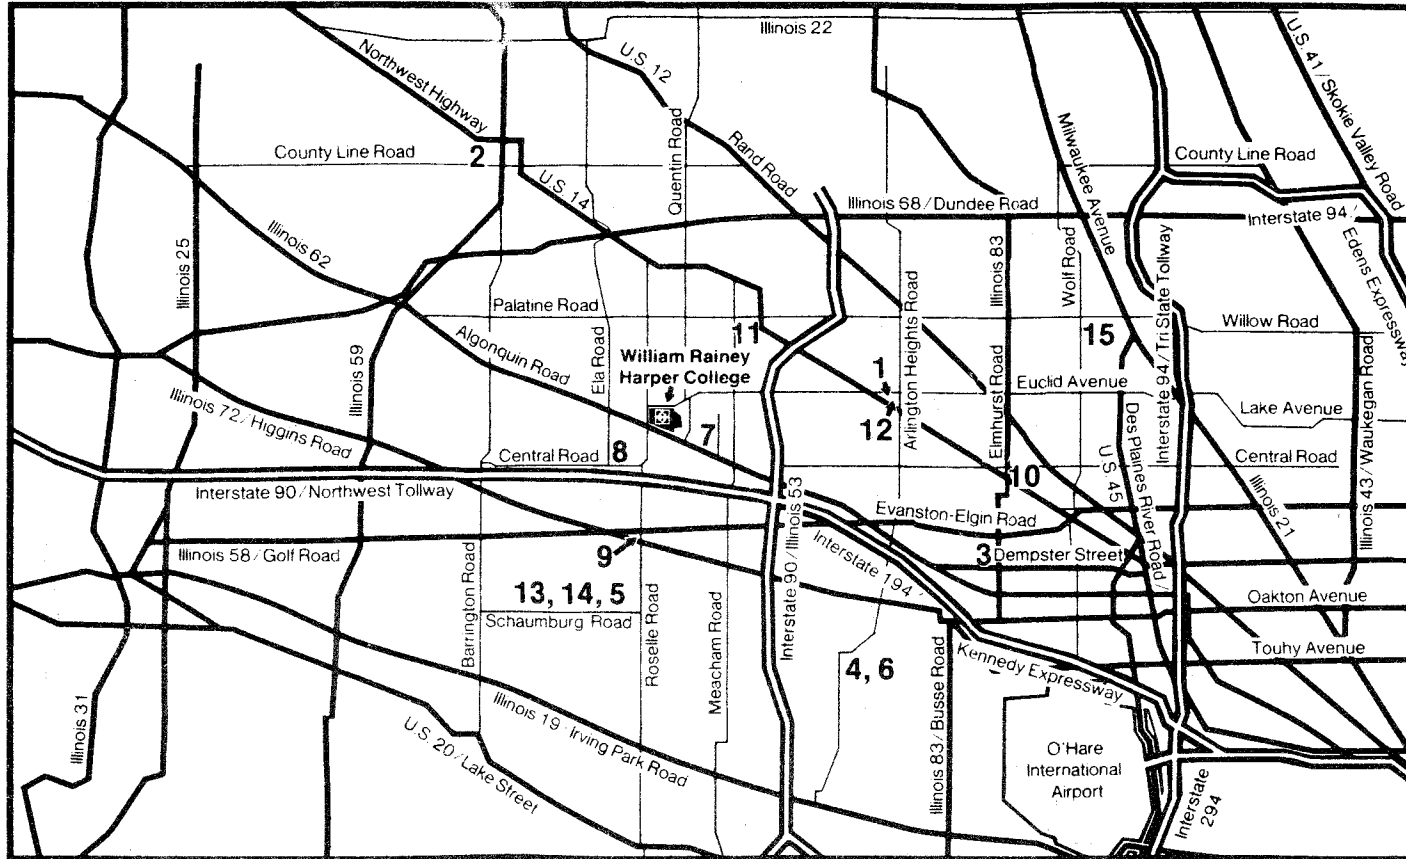 Illinois 22
Northwest Highway
U.S. 12
U.S. 41/Skokie Valley Road
County Line Road
2
Quentin Road
Rand Road
Milwaukee Avenue
County Line Road
U.S. 14
Illinois 68/Dundee Road
Interstate 94/
Edens Expressway
Illinois 62
Illinois 25
Illinois 83
Wolf Road
Interstate 94/Tri State Tollway
Palatine Road
11
Arlington Heights Road
15
Willow Road
Algonquin Road
Ela Road
William Rainey
Harper College
1
Illinois 59
Elmhurst Road
Euclid Avenue
Lake Avenue
Illinois 43/Waukegan Road
Illinois 72/Higgins Road
7
12
Des Plaines River Road/
U.S. 45
8
Central Road
10
Central Road
Interstate 90/Northwest Tollway
Illinois 21
Evanston-Elgin Road
Interstate 90/Illinois 53
Illinois 58/Golf Road
9
Interstate 194/
3
Dempster Street
13, 14, 5
Oakton Avenue
Barrington Road
Schaumburg Road
Roselle Road
Meacham Road
4, 6
Kennedy Expressway
Touhy Avenue
Illinois 31
Illinois 19/Irving Park Road
U.S. 20/Lake Street
Illinois 83/Busse Road
O'Hare
International
Airport
Interstate
294